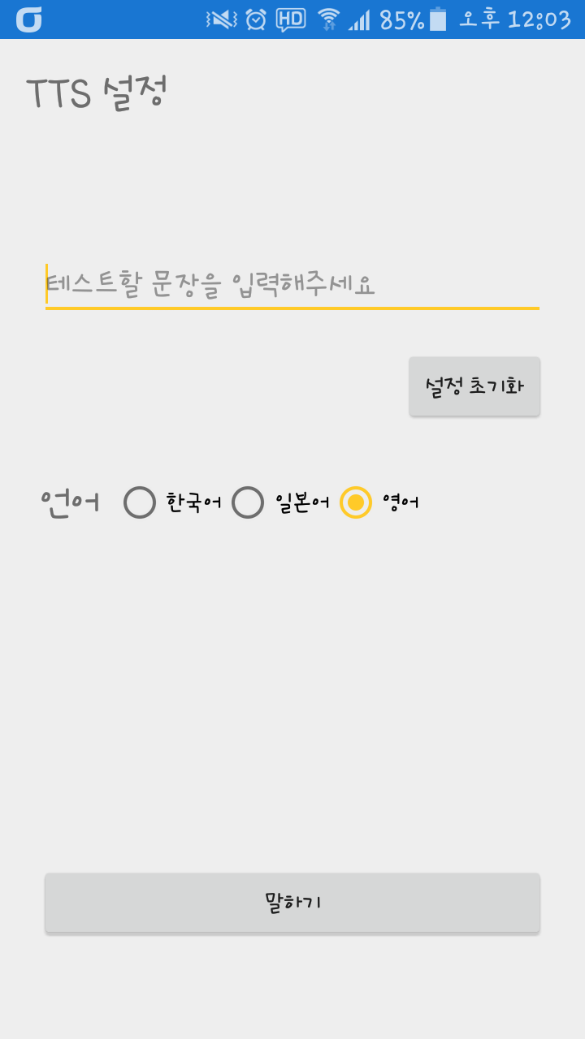 HD 85% 오후 12:03
TTS 설정
테스트할 문장을 입력해주세요
설정 초기화
언어 한국어 일본어 영어
말하기